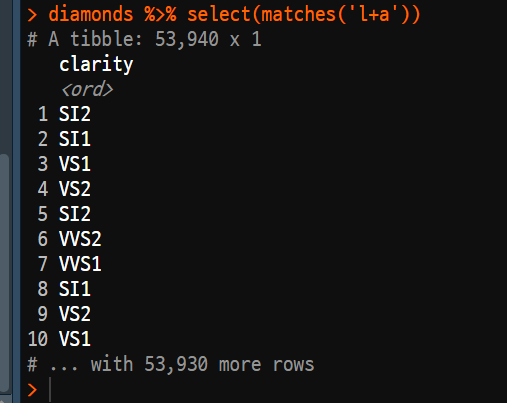 > diamonds %>% select(matches('l+a'))
# A tibble: 53,940 x 1
   clarity
   <ord>
 1 SI2
 2 SI1
 3 VS1
 4 VS2
 5 SI2
 6 VVS2
 7 VVS1
 8 SI1
 9 VS2
10 VS1
# ... with 53,930 more rows
>